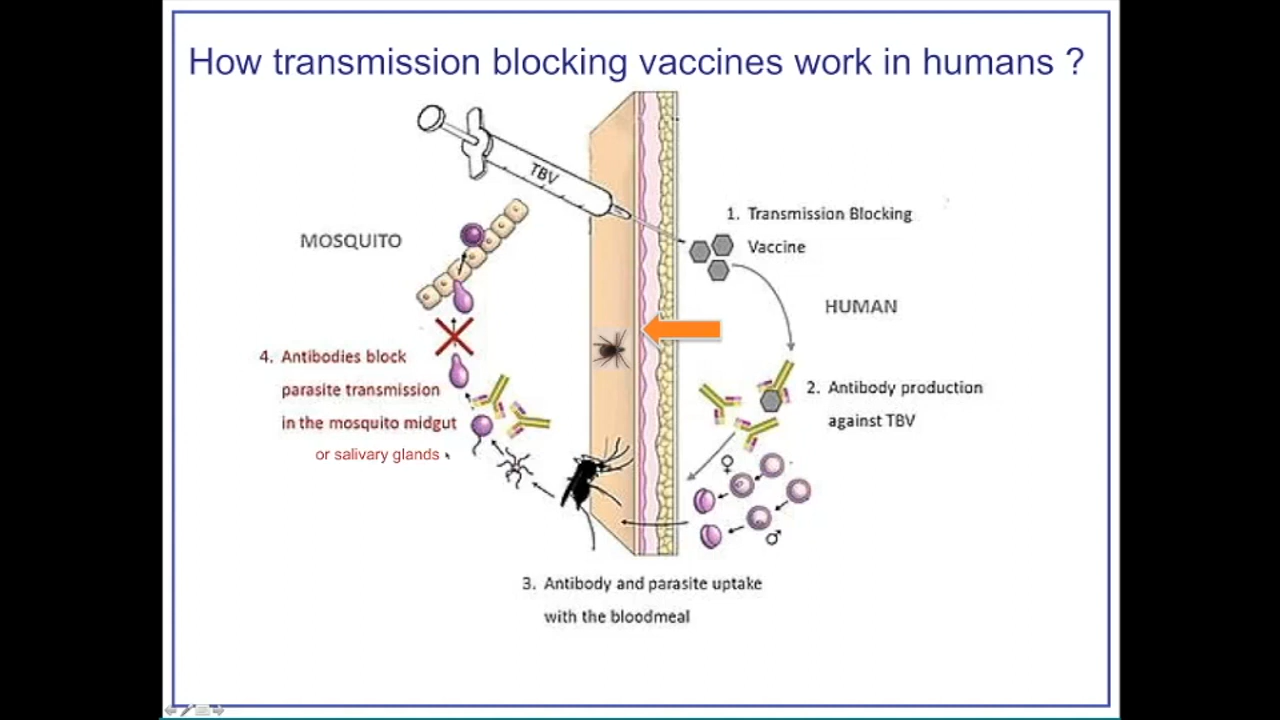 How transmission blocking vaccines work in humans ?
TBV
1. Transmission Blocking
Vaccine
MOSQUITO
HUMAN
4. Antibodies block
parasite transmission
in the mosquito midgut
or salivary glands
2. Antibody production
against TBV
♀
♂
3. Antibody and parasite uptake
with the bloodmeal